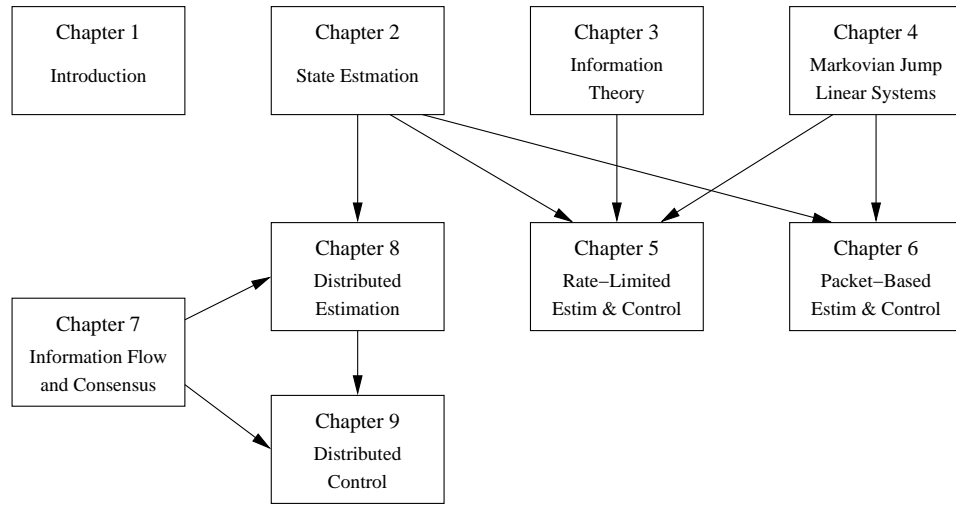 Chapter 1
Introduction
Chapter 2
State Estmation
Chapter 3
Information
Theory
Chapter 4
Markovian Jump
Linear Systems
Chapter 8
Distributed
Estimation
Chapter 5
Rate−Limited
Estim & Control
Chapter 6
Packet−Based
Estim & Control
Chapter 7
Information Flow
and Consensus
Chapter 9
Distributed
Control